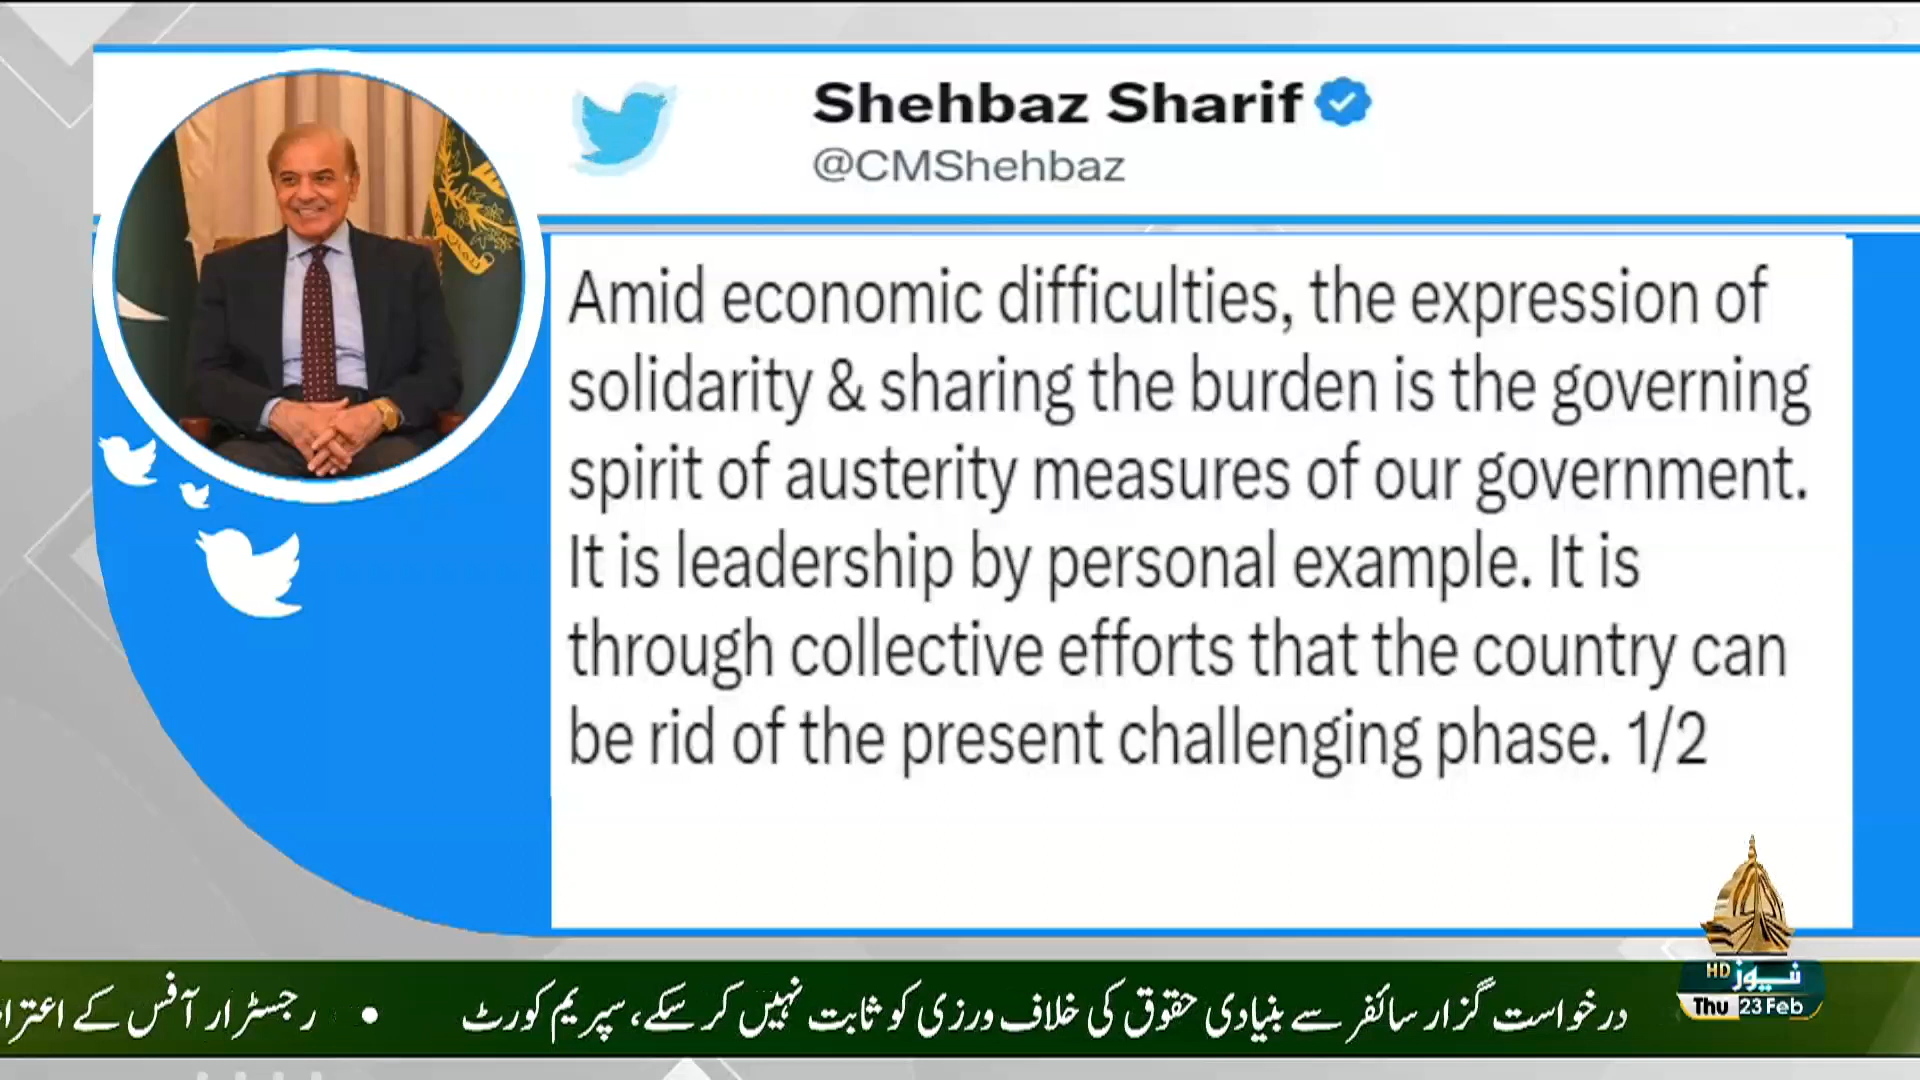 Shehbaz Sharif
@CMShehbaz
Amid economic difficulties, the expression of
solidarity & sharing the burden is the governing
spirit of austerity measures of our government.
It is leadership by personal example. It is
through collective efforts that the country can
be rid of the present challenging phase. 1/2
نیوز HD
Thu 23 Feb
درخواست گزار سائفر سے بنیادی حقوق کی خلاف ورزی کو ثابت نہیں کر سکے، سپریم کورٹ • رجسٹرار آفس کے